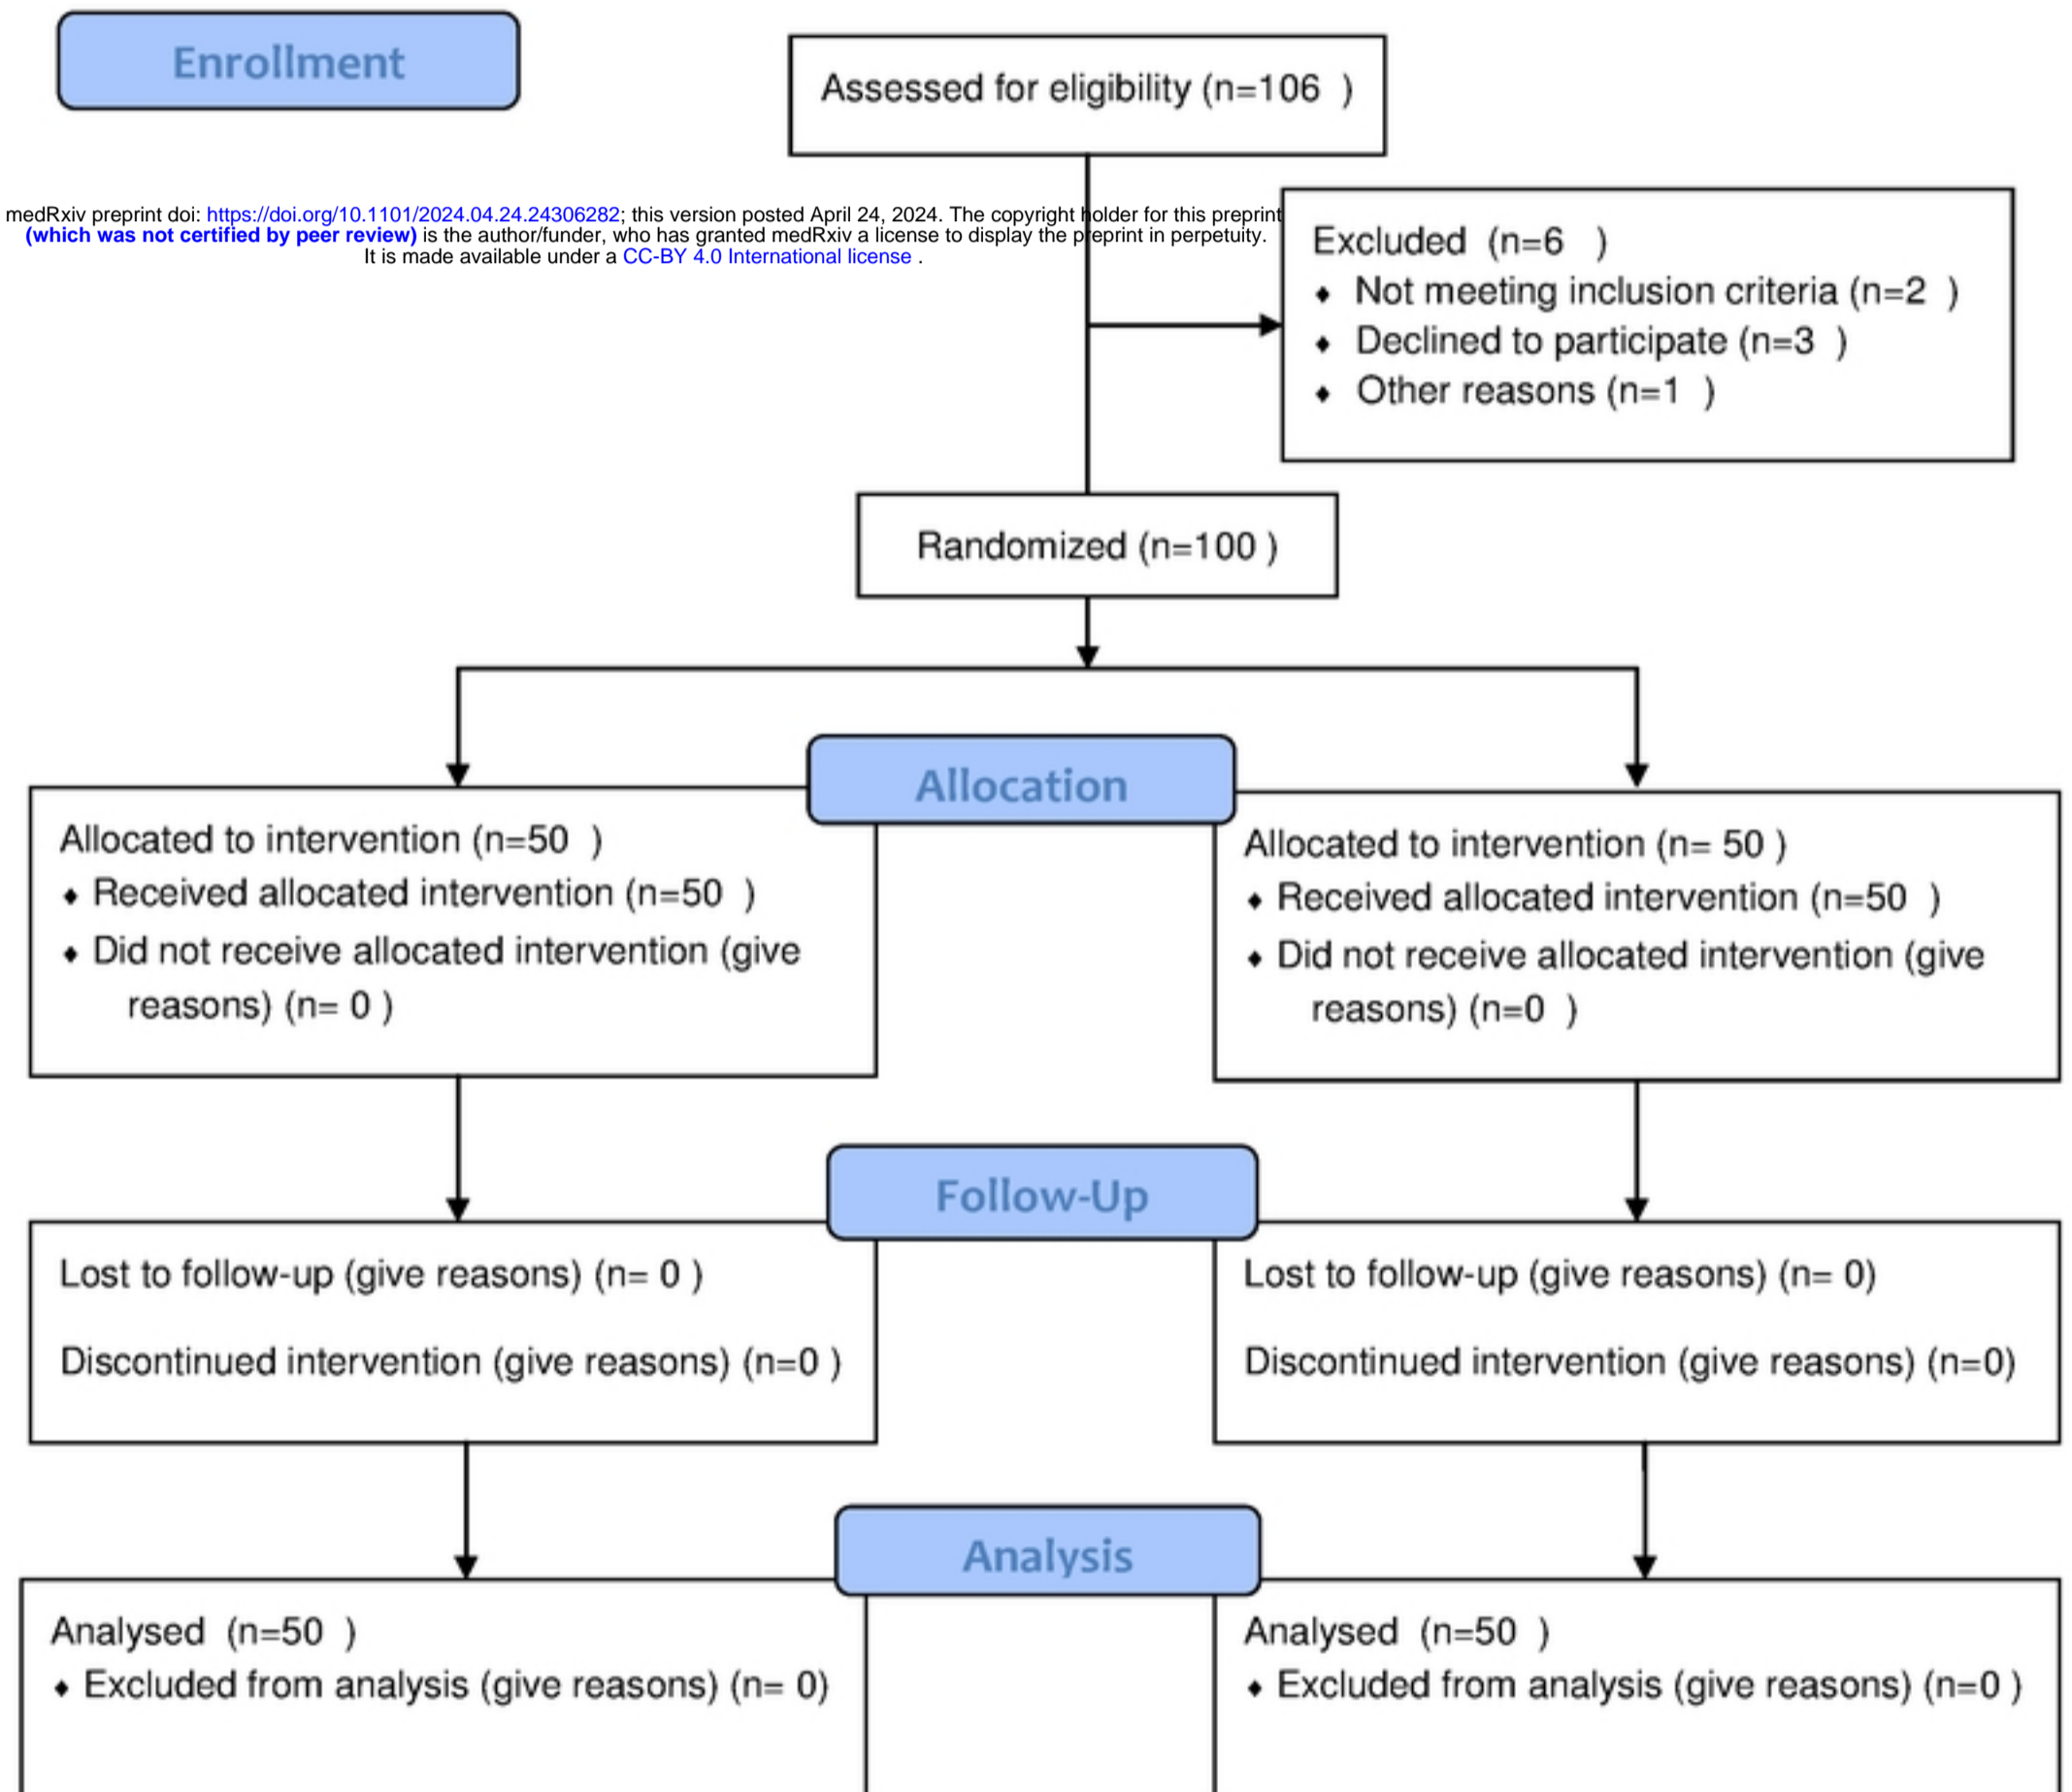 Enrollment
Assessed for eligibility (n=106  )
medRxiv preprint doi: https://doi.org/10.1101/2024.04.24.24306282; this version posted April 24, 2024. The copyright holder for this preprint
(which was not certified by peer review) is the author/funder, who has granted medRxiv a license to display the preprint in perpetuity.
It is made available under a CC-BY 4.0 International license .
Excluded  (n=6  )
♦ Not meeting inclusion criteria (n=2  )
♦ Declined to participate (n=3  )
♦ Other reasons (n=1  )
Randomized (n=100 )
Allocation
Allocated to intervention (n=50  )
♦ Received allocated intervention (n=50  )
♦ Did not receive allocated intervention (give
reasons) (n= 0 )
Allocated to intervention (n= 50 )
♦ Received allocated intervention (n=50  )
♦ Did not receive allocated intervention (give
reasons) (n=0  )
Follow-Up
Lost to follow-up (give reasons) (n= 0 )
Discontinued intervention (give reasons) (n=0 )
Lost to follow-up (give reasons) (n= 0)
Discontinued intervention (give reasons) (n=0)
Analysis
Analysed  (n=50  )
♦ Excluded from analysis (give reasons) (n= 0)
Analysed  (n=50  )
♦ Excluded from analysis (give reasons) (n=0 )